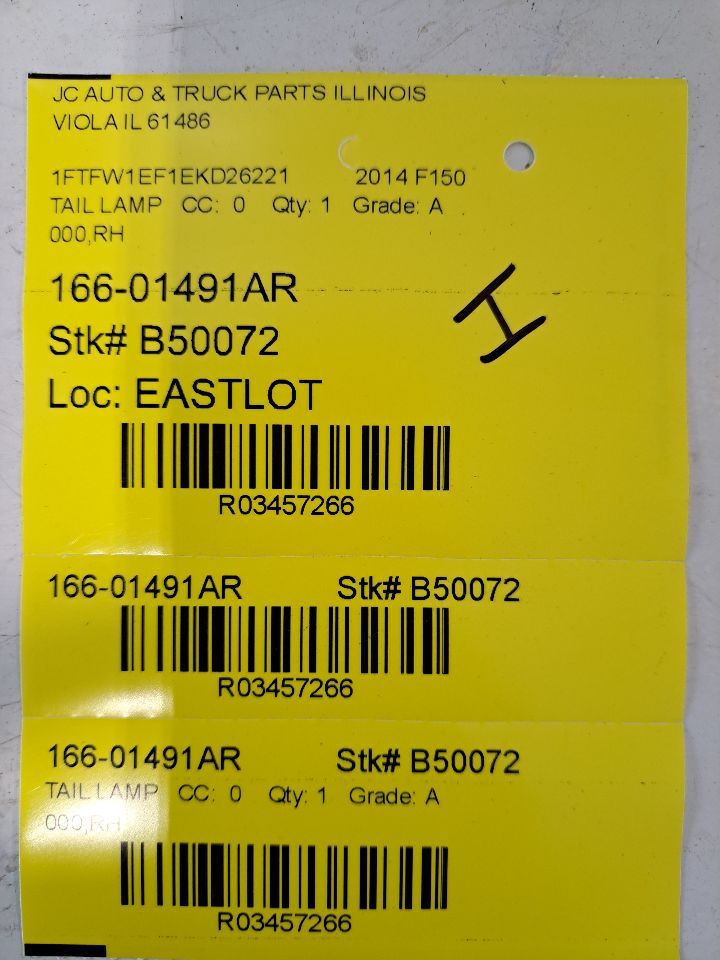 JC AUTO & TRUCK PARTS ILLINOIS
VIOLA IL 61486
1FTFW1EF1EKD26221 2014 F150
TAIL LAMP CC: 0 Qty: 1 Grade: A
000,RH
166-01491AR
Stk# B50072
Loc: EASTLOT
H
R03457266
166-01491AR Stk# B50072
R03457266
166-01491AR Stk# B50072
TAIL LAMP CC: 0 Qty: 1 Grade: A
000,RH
R03457266